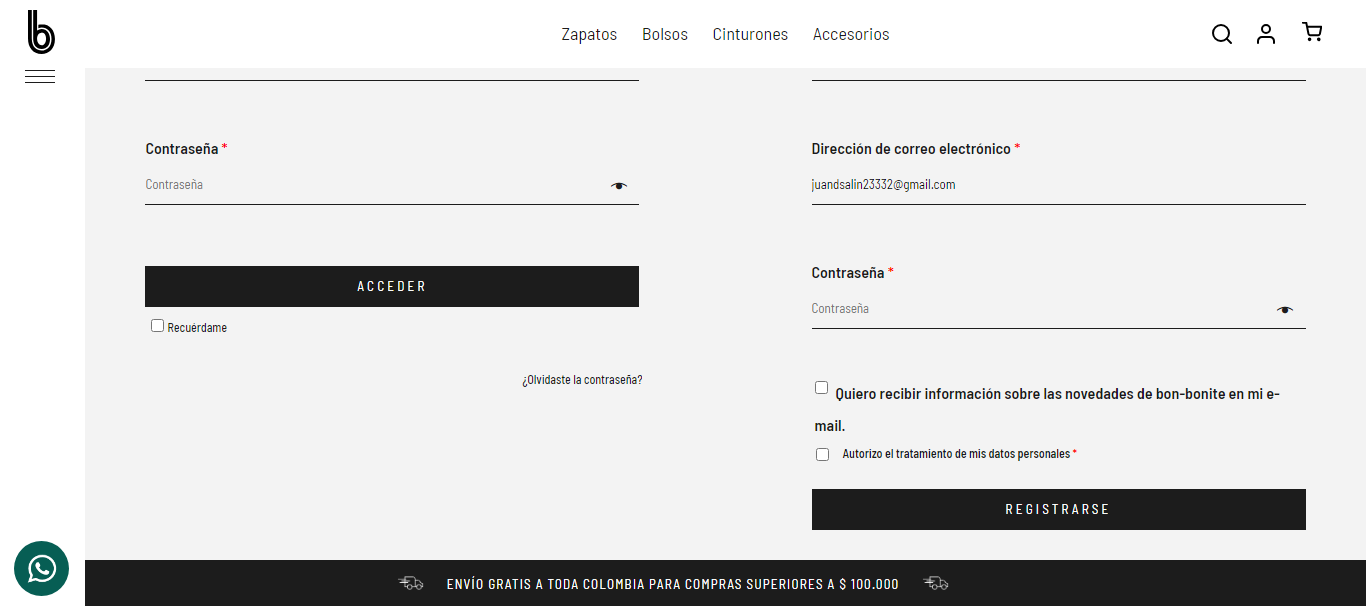 b
Zapatos Bolsos Cinturones Accesorios
Contraseña *
Contraseña
ACCEDER
Recuérdame
¿Olvidaste la contraseña?
Dirección de correo electrónico *
juandsalin23332@gmail.com
Contraseña *
Contraseña
Quiero recibir información sobre las novedades de bon-bonite en mi e-
mail.
Autorizo el tratamiento de mis datos personales *
REGISTRARSE
ENVÍO GRATIS A TODA COLOMBIA PARA COMPRAS SUPERIORES A $ 100.000